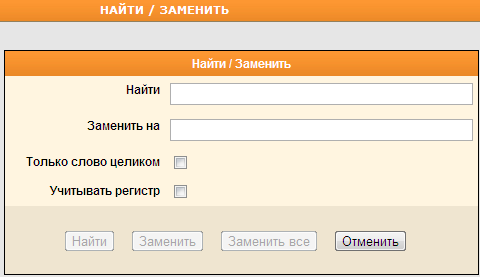 НАЙТИ / ЗАМЕНИТЬ
Найти / Заменить
Найти
Заменить на
Только слово целиком
Учитывать регистр
Найти Заменить Заменить все Отменить